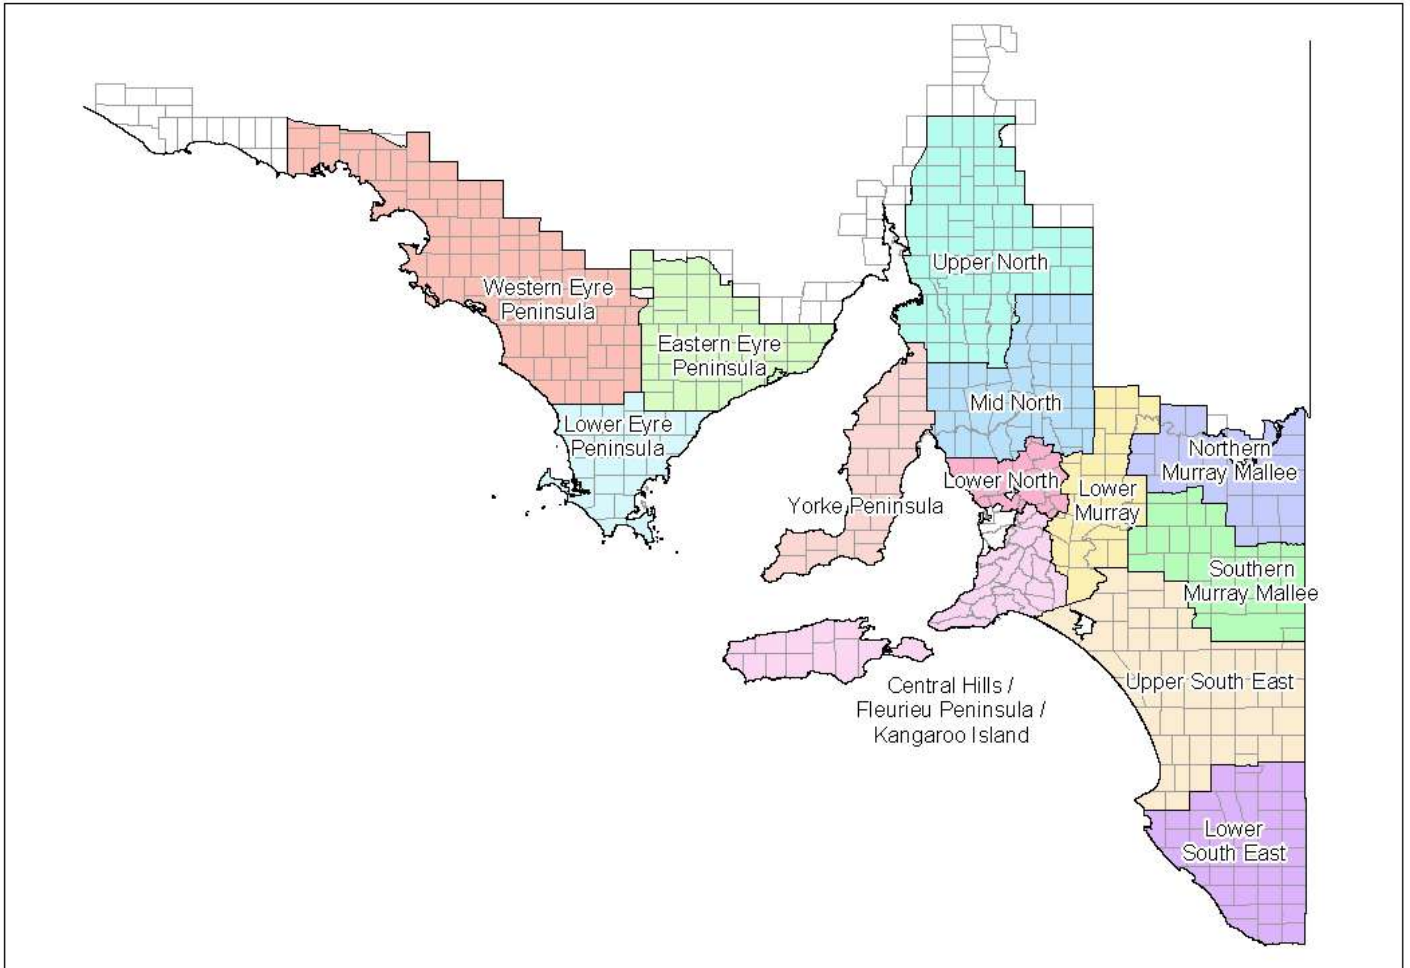 Upper North
Western Eyre
Peninsula
Eastern Eyre
Peninsula
Mid North
Lower Eyre
Peninsula
Northern
Murray Mallee
Lower North
Lower
Murray
Yorke Peninsula
Southern
Murray Mallee
Upper South East
Central Hills /
Fleurieu Peninsula /
Kangaroo Island
Lower
South East